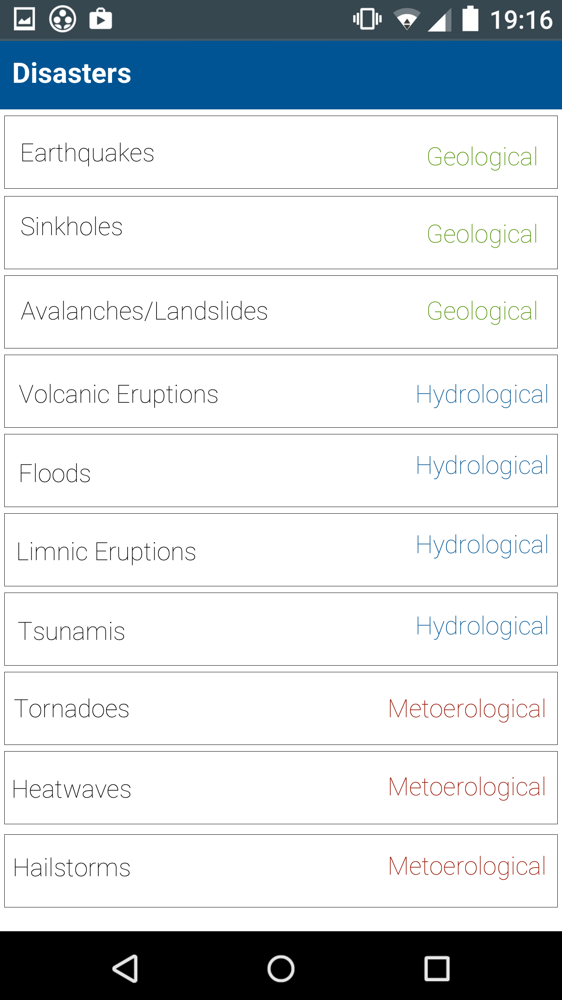 19:16
Disasters
Earthquakes Geological
Sinkholes Geological
Avalanches/Landslides Geological
Volcanic Eruptions Hydrological
Floods Hydrological
Limnic Eruptions Hydrological
Tsunamis Hydrological
Tornadoes Metoerological
Heatwaves Metoerological
Hailstorms Metoerological